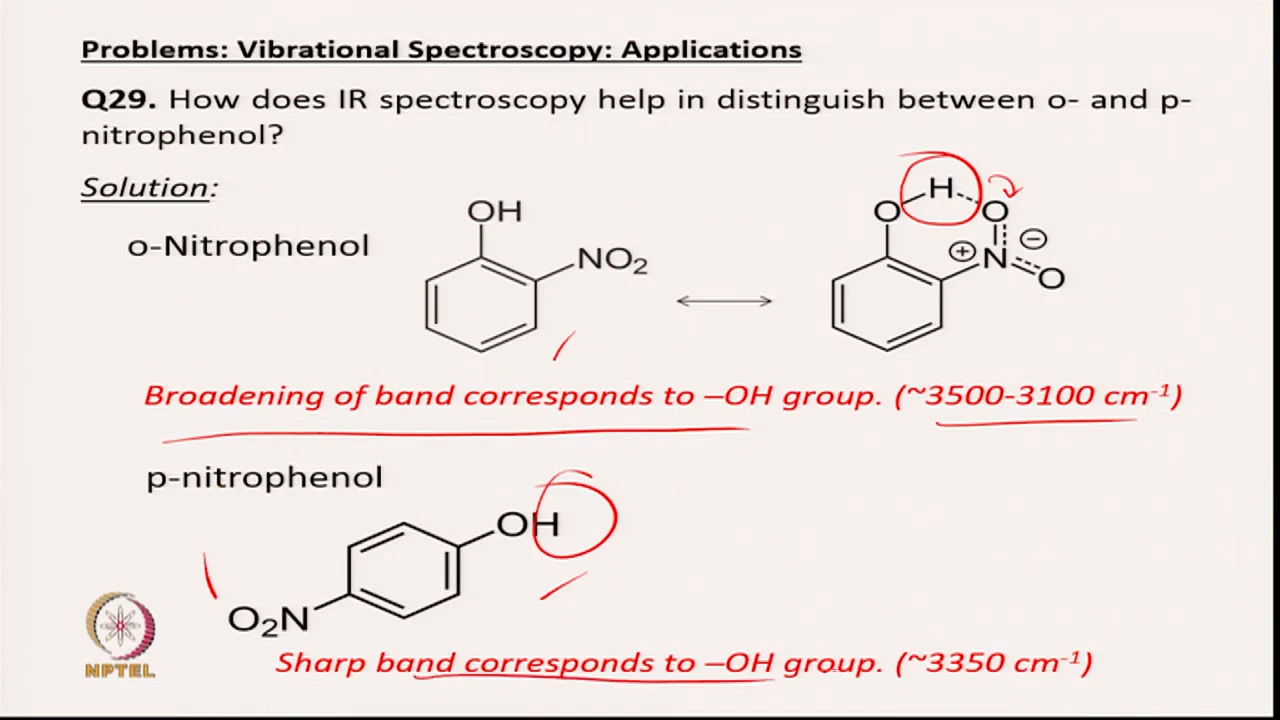 Problems: Vibrational Spectroscopy: Applications
Q29. How does IR spectroscopy help in distinguish between o- and p-
nitrophenol?
Solution:
o-Nitrophenol
OH
NO2
O H O
N O
+ −
Broadening of band corresponds to –OH group. (~3500-3100 cm-1)
p-nitrophenol
OH
O2N
Sharp band corresponds to –OH group. (~3350 cm-1)
NPTEL